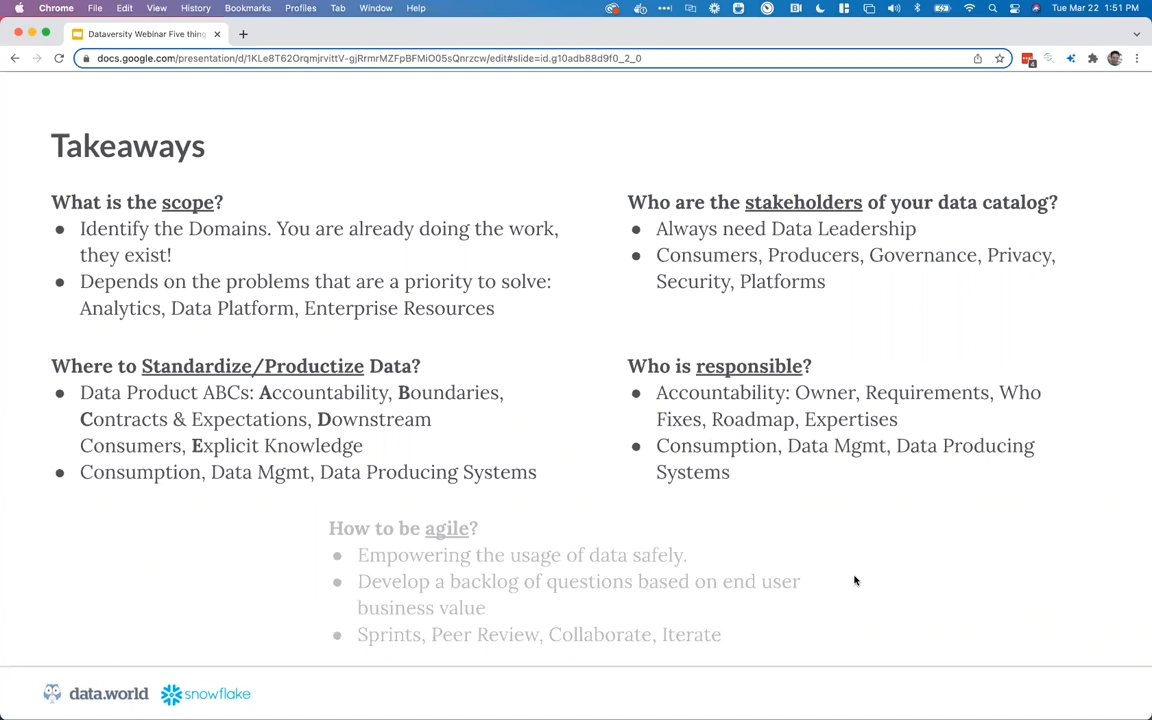 Chrome File Edit View History Bookmarks Profiles Tab Window Help Tue Mar 22 1:51 PM
Dataversity Webinar Five thing
docs.google.com/presentation/d/1KLe8T62OrqmjrvittV-gjRrmrMZFpBFMiO05sQnrzcw/edit#slide=id.g10adb88d9f0_2_0
Takeaways
What is the scope?
● Identify the Domains. You are already doing the work,
they exist!
● Depends on the problems that are a priority to solve:
Analytics, Data Platform, Enterprise Resources
Who are the stakeholders of your data catalog?
● Always need Data Leadership
● Consumers, Producers, Governance, Privacy,
Security, Platforms
Where to Standardize/Productize Data?
● Data Product ABCs: Accountability, Boundaries,
Contracts & Expectations, Downstream
Consumers, Explicit Knowledge
● Consumption, Data Mgmt, Data Producing Systems
Who is responsible?
● Accountability: Owner, Requirements, Who
Fixes, Roadmap, Expertises
● Consumption, Data Mgmt, Data Producing
Systems
How to be agile?
● Empowering the usage of data safely.
● Develop a backlog of questions based on end user
business value
● Sprints, Peer Review, Collaborate, Iterate
data.world snowflake